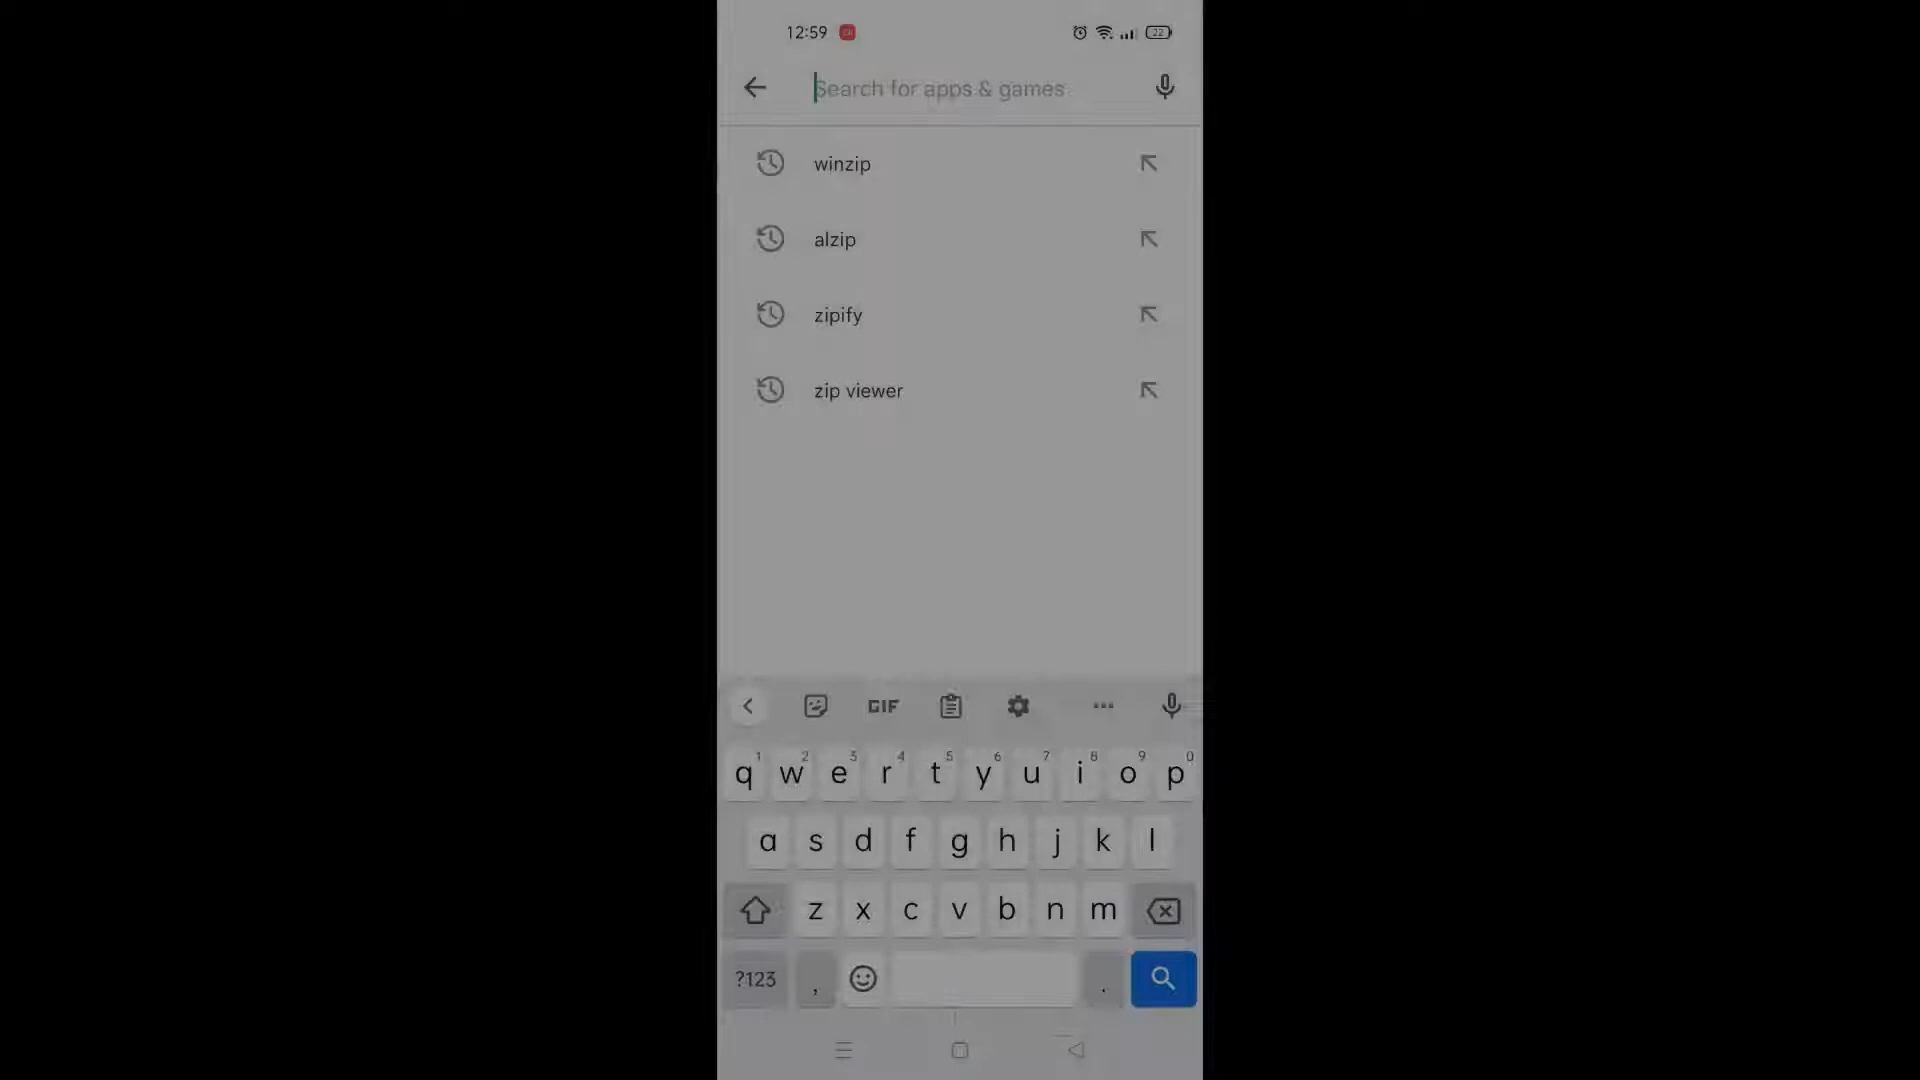 12:59
22
Search for apps & games
winzip
alzip
zipify
zip viewer
GIF
1 2 3 4 5 6 7 8 9 0
q w e r t y u i o p
a s d f g h j k l
z x c v b n m
?123 , .